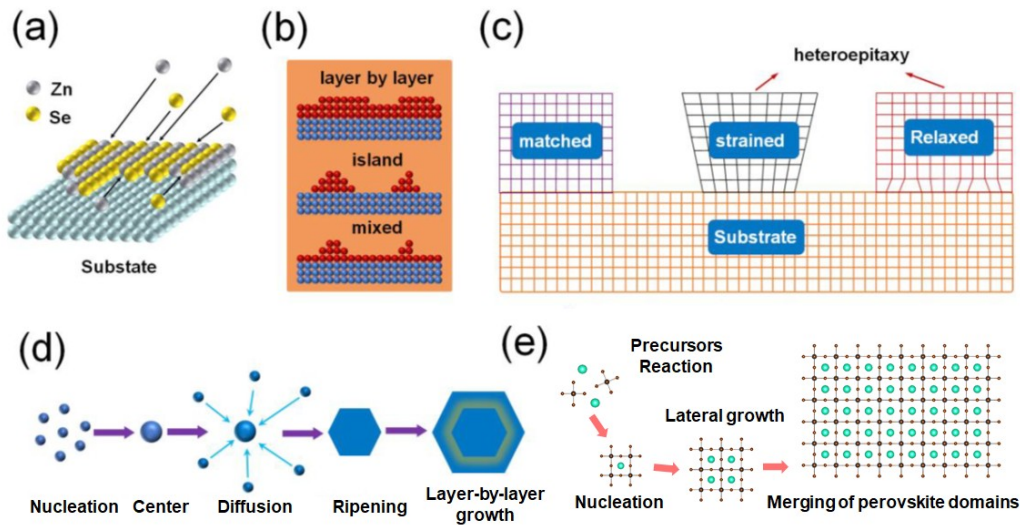 (a)
Zn
Se
Substate
(b)
layer by layer
island
mixed
(c)
heteroepitaxy
matched
strained
Relaxed
Substrate
(d)
Nucleation
Center
Diffusion
Ripening
Layer-by-layer
growth
(e)
Precursors
Reaction
Lateral growth
Nucleation
Merging of perovskite domains